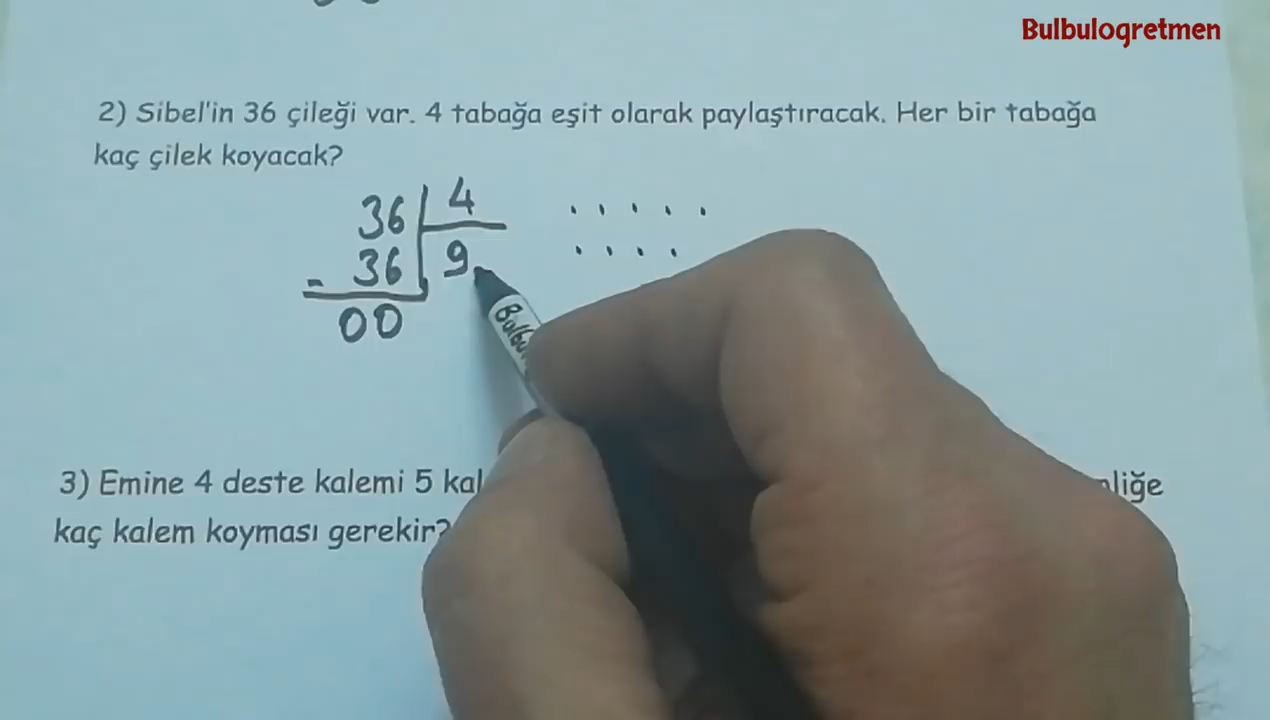 Bulbulogretmen
2) Sibel'in 36 çileği var. 4 tabağa eşit olarak paylaştıracak. Her bir tabağa
kaç çilek koyacak?
36 4
- 36 9
00
3) Emine 4 deste kalemi 5
kaç kalem koyması gerekir?